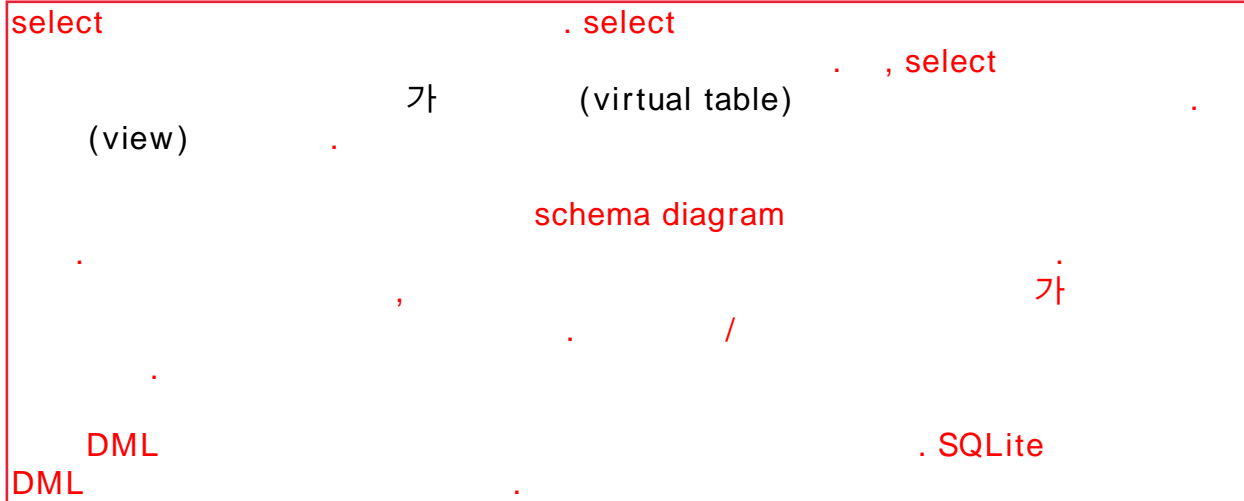 select . select
. , select
가 (virtual table) .
(view) .
schema diagram
. .
, 가
. /
.
DML . SQLite
DML .